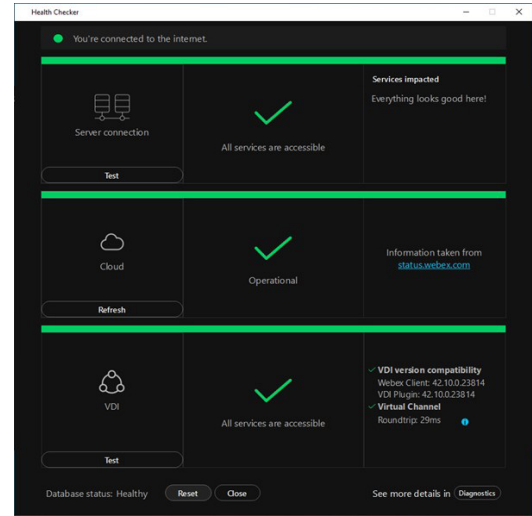 Health Checker
You're connected to the internet.
Server connection
Test
All services are accessible
Services impacted
Everything looks good here!
Cloud
Refresh
Operational
Information taken from
status.webex.com
VDI
Test
All services are accessible
VDI version compatibility
Webex Client: 42.10.0.23814
VDI Plugin: 42.10.0.23814
Virtual Channel
Roundtrip: 29ms
Database status: Healthy
Reset
Close
See more details in
Diagnostics